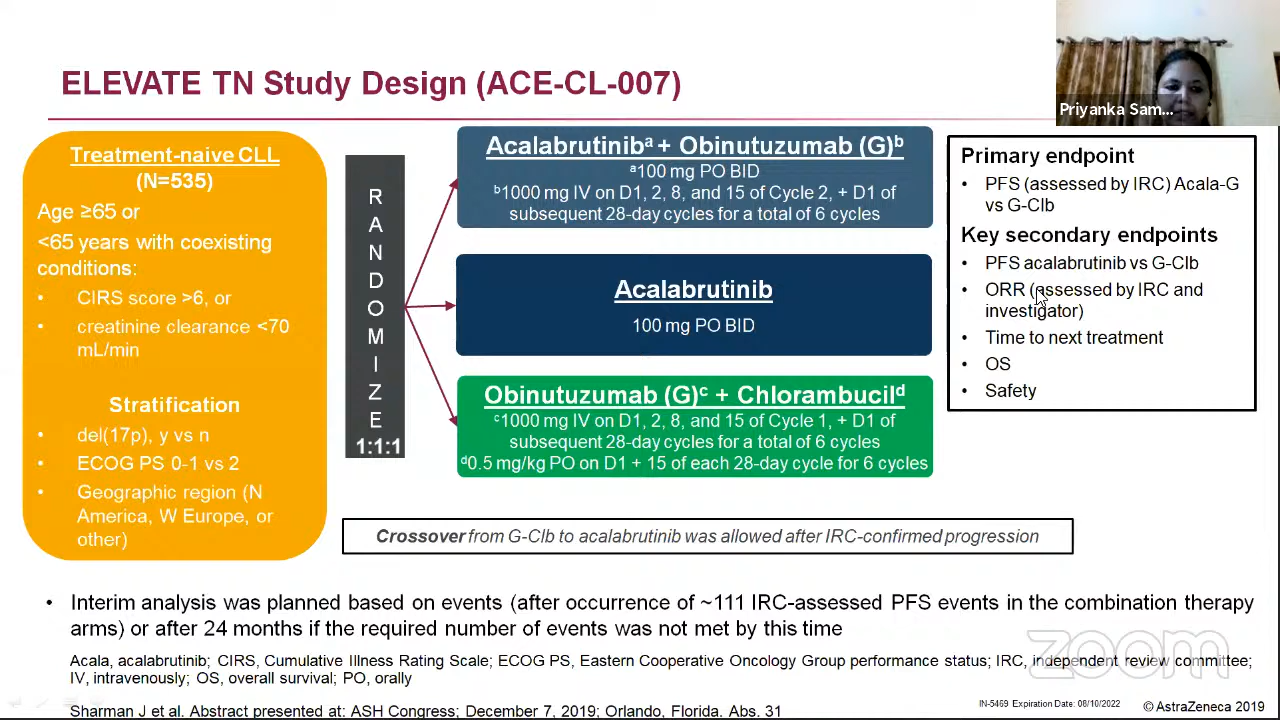 ELEVATE TN Study Design (ACE-CL-007)
Priyanka Sam...
Treatment-naive CLL
(N=535)
Age ≥65 or
<65 years with coexisting
conditions:
• CIRS score >6, or
• creatinine clearance <70
mL/min
Stratification
• del(17p), y vs n
• ECOG PS 0-1 vs 2
• Geographic region (N
America, W Europe, or
other)
R
A
N
D
O
M
I
Z
E
1:1:1
Acalabrutinibᵃ + Obinutuzumab (G)ᵇ
ᵃ100 mg PO BID
ᵇ1000 mg IV on D1, 2, 8, and 15 of Cycle 2, + D1 of
subsequent 28-day cycles for a total of 6 cycles
Acalabrutinib
100 mg PO BID
Obinutuzumab (G)ᶜ + Chlorambucilᵈ
ᶜ1000 mg IV on D1, 2, 8, and 15 of Cycle 1, + D1 of
subsequent 28-day cycles for a total of 6 cycles
ᵈ0.5 mg/kg PO on D1 + 15 of each 28-day cycle for 6 cycles
Primary endpoint
• PFS (assessed by IRC) Acala-G
vs G-Clb
Key secondary endpoints
• PFS acalabrutinib vs G-Clb
• ORR (assessed by IRC and
investigator)
• Time to next treatment
• OS
• Safety
Crossover from G-Clb to acalabrutinib was allowed after IRC-confirmed progression
• Interim analysis was planned based on events (after occurrence of ~111 IRC-assessed PFS events in the combination therapy
arms) or after 24 months if the required number of events was not met by this time
zoom
Acala, acalabrutinib; CIRS, Cumulative Illness Rating Scale; ECOG PS, Eastern Cooperative Oncology Group performance status; IRC, independent review committee;
IV, intravenously; OS, overall survival; PO, orally
Sharman J et al. Abstract presented at: ASH Congress; December 7, 2019; Orlando, Florida. Abs. 31
IN-5469 Expiration Date: 08/10/2022
© AstraZeneca 2019